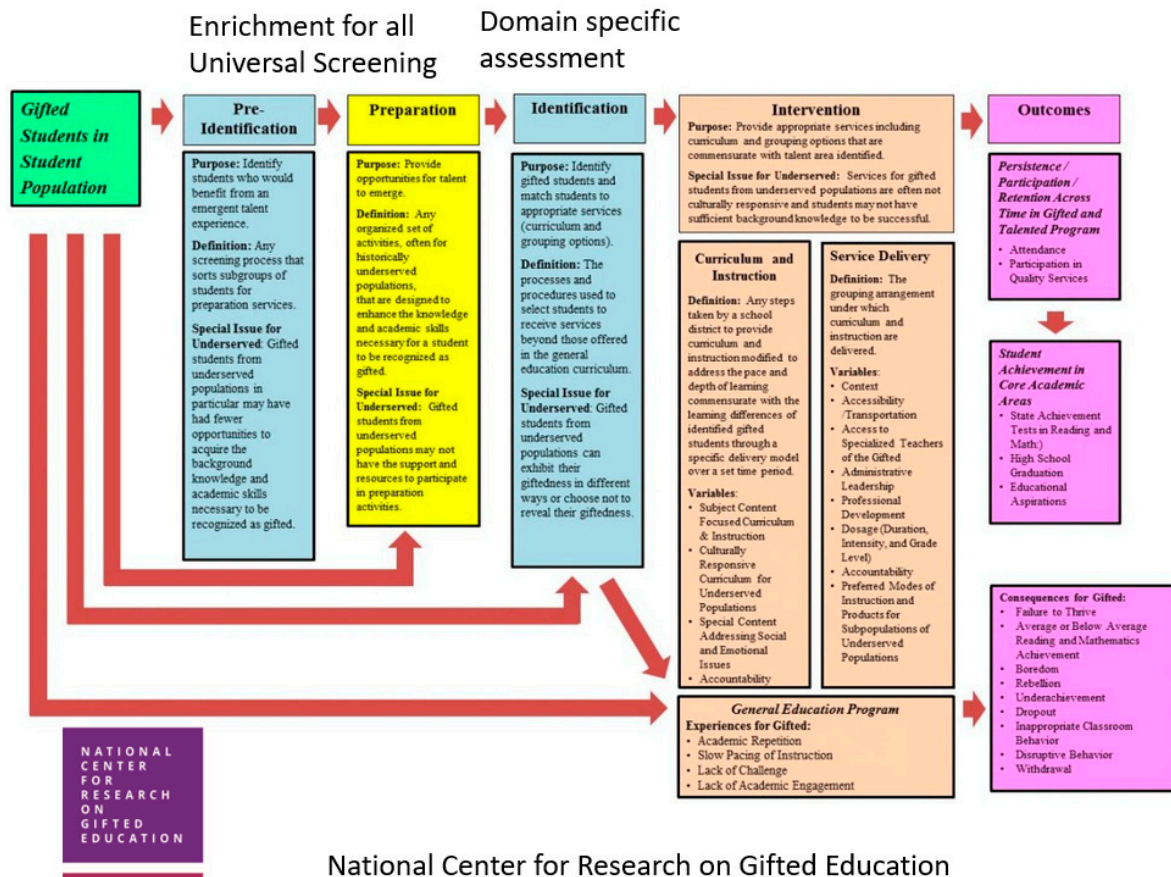 Enrichment for all
Universal Screening
Domain specific
assessment
Gifted
Students in
Student
Population
Pre-
Identification
Purpose: Identify
students who would
benefit from an
emergent talent
experience.
Definition: Any
screening process that
sorts subgroups of
students for
preparation services.
Special Issue for
Underserved: Gifted
students from
underserved
populations in
particular may have
had fewer
opportunities to
acquire the
background
knowledge and
academic skills
necessary to be
recognized as gifted.
Preparation
Purpose: Provide
opportunities for talent
to emerge.
Definition: Any
organized set of
activities, often for
historically
underserved
populations,
that are designed to
enhance the knowledge
and academic skills
necessary for a student
to be recognized as
gifted.
Special Issue for
Underserved: Gifted
students from
underserved
populations may not
have the support and
resources to participate
in preparation
activities.
Identification
Purpose: Identify
gifted students and
match students to
appropriate services
(curriculum and
grouping options).
Definition: The
processes and
procedures used to
select students to
receive services
beyond those offered
in the general
education curriculum.
Special Issue for
Underserved: Gifted
students from
underserved
populations can
exhibit their
giftedness in different
ways or choose not to
reveal their giftedness.
Intervention
Purpose: Provide appropriate services including
curriculum and grouping options that are
commensurate with talent area identified.
Special Issue for Underserved: Services for gifted
students from underserved populations are often not
culturally responsive and students may not have
sufficient background knowledge to be successful.
Curriculum and
Instruction
Definition: Any steps
taken by a school
district to provide
curriculum and
instruction modified to
address the pace and
depth of learning
commensurate with the
learning differences of
identified gifted
students through a
specific delivery model
over a set time period.
Variables:
• Subject Content
Focused Curriculum
& Instruction
• Culturally
Responsive
Curriculum for
Underserved
Populations
• Special Content
Addressing Social
and Emotional
Issues
• Accountability
Service Delivery
Definition: The
grouping arrangement
under which
curriculum and
instruction are
delivered.
Variables:
• Context
• Accessibility
/Transportation
• Access to
Specialized Teachers
of the Gifted
• Administrative
Leadership
• Professional
Development
• Dosage (Duration,
Intensity, and Grade
Level)
• Accountability
• Preferred Modes of
Instruction and
Products for
Subpopulations of
Underserved
Populations
General Education Program
Experiences for Gifted:
• Academic Repetition
• Slow Pacing of Instruction
• Lack of Challenge
• Lack of Academic Engagement
Outcomes
Persistence /
Participation /
Retention Across
Time in Gifted and
Talented Program
• Attendance
• Participation in
Quality Services
Student
Achievement in
Core Academic
Areas
• State Achievement
Tests in Reading and
Math:)
• High School
Graduation
• Educational
Aspirations
Consequences for Gifted:
• Failure to Thrive
• Average or Below Average
Reading and Mathematics
Achievement
• Boredom
• Rebellion
• Underachievement
• Dropout
• Inappropriate Classroom
Behavior
• Disruptive Behavior
• Withdrawal
NATIONAL
CENTER
FOR
RESEARCH
ON
GIFTED
EDUCATION
National Center for Research on Gifted Education